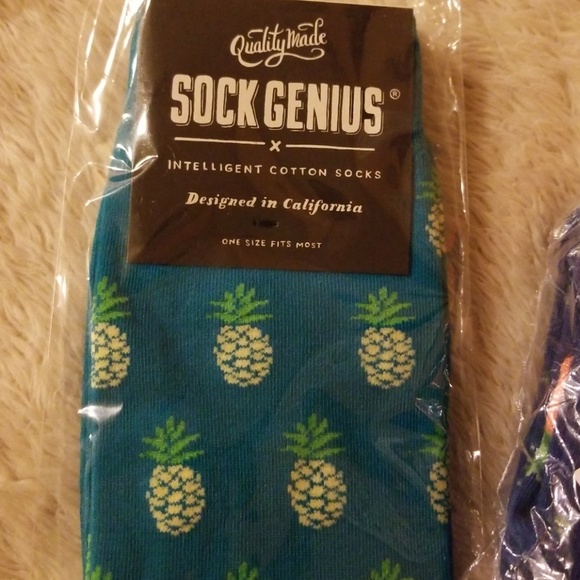 Quality Made
SOCK GENIUS®
x
INTELLIGENT COTTON SOCKS
Designed in California
ONE SIZE FITS MOST